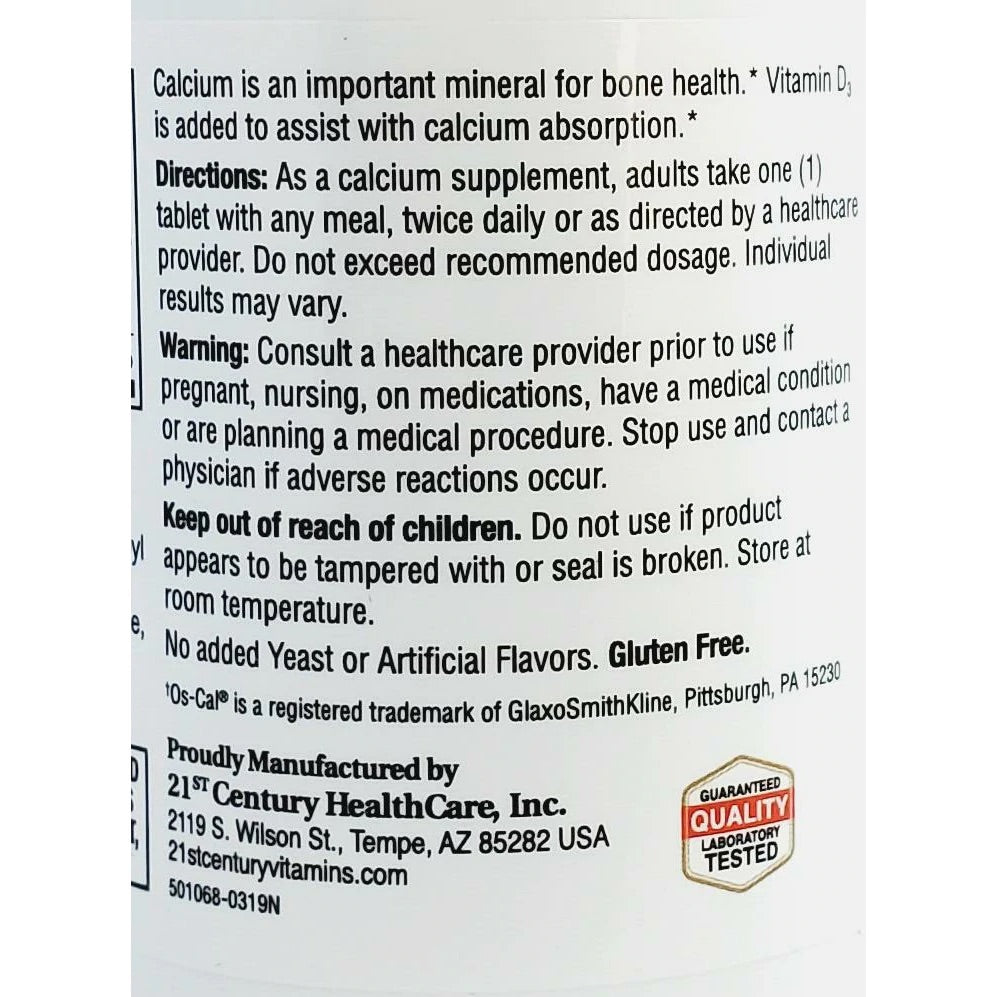 Calcium is an important mineral for bone health.* Vitamin D₃
is added to assist with calcium absorption.*
Directions: As a calcium supplement, adults take one (1)
tablet with any meal, twice daily or as directed by a healthcare
provider. Do not exceed recommended dosage. Individual
results may vary.
Warning: Consult a healthcare provider prior to use if
pregnant, nursing, on medications, have a medical condition
or are planning a medical procedure. Stop use and contact a
physician if adverse reactions occur.
Keep out of reach of children. Do not use if product
appears to be tampered with or seal is broken. Store at
room temperature.
No added Yeast or Artificial Flavors. Gluten Free.
†Os-Cal® is a registered trademark of GlaxoSmithKline, Pittsburgh, PA 15230
Proudly Manufactured by
21ST Century HealthCare, Inc.
2119 S. Wilson St., Tempe, AZ 85282 USA
21stcenturyvitamins.com
501068-0319N
GUARANTEED
QUALITY
LABORATORY
TESTED
yl
e,